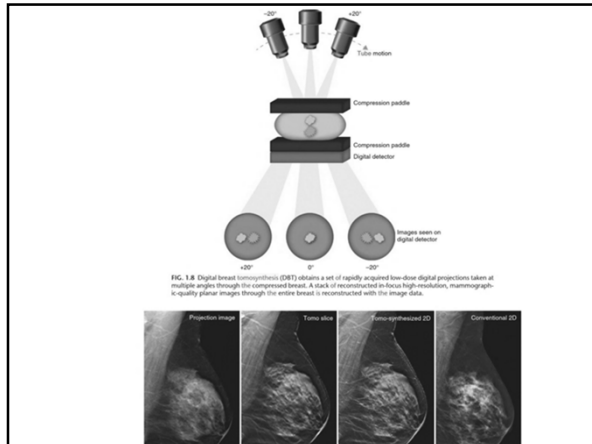 -20°
+20°
Tube motion
Compression paddle
Compression paddle
Digital detector
Images seen on
digital detector
+20°
0°
-20°
FIG. 1.8 Digital breast tomosynthesis (DBT) obtains a set of rapidly acquired low-dose digital projections taken at
multiple angles through the compressed breast. A stack of reconstructed in-focus high-resolution, mammograph-
ic-quality planar images through the entire breast is reconstructed with the image data.
Projection image
Tomo slice
Tomo-synthesized 2D
Conventional 2D